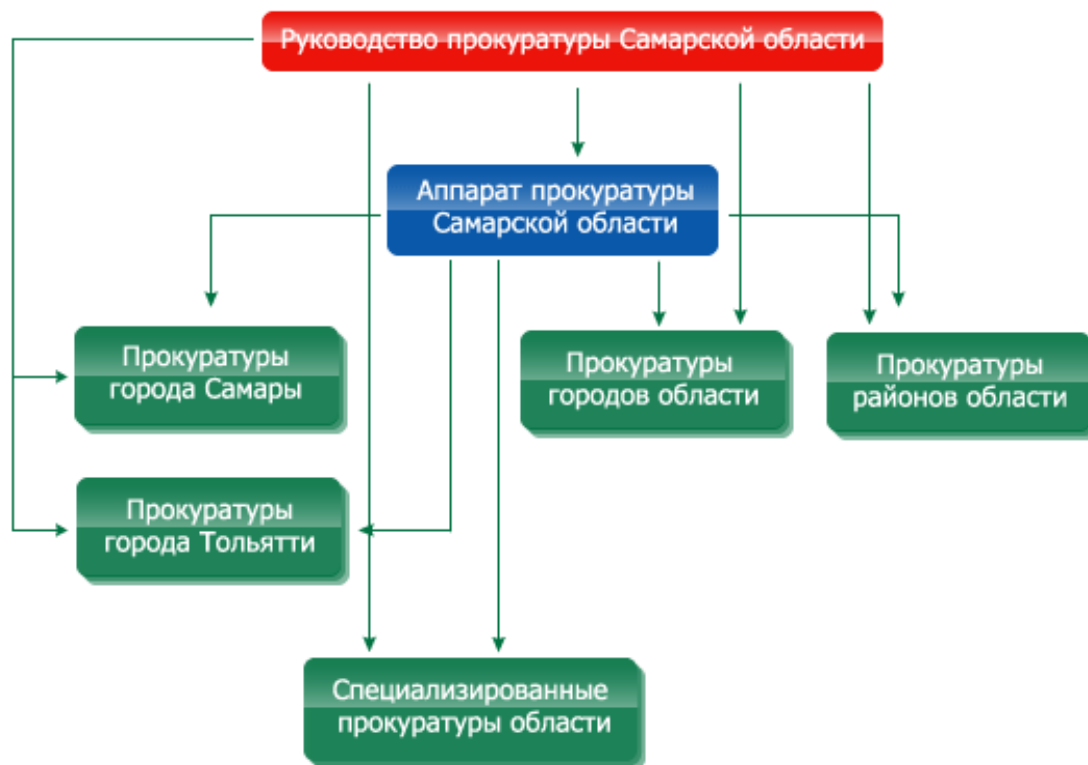 Руководство прокуратуры Самарской области
Аппарат прокуратуры
Самарской области
Прокуратуры
города Самары
Прокуратуры
городов области
Прокуратуры
районов области
Прокуратуры
города Тольятти
Специализированные
прокуратуры области